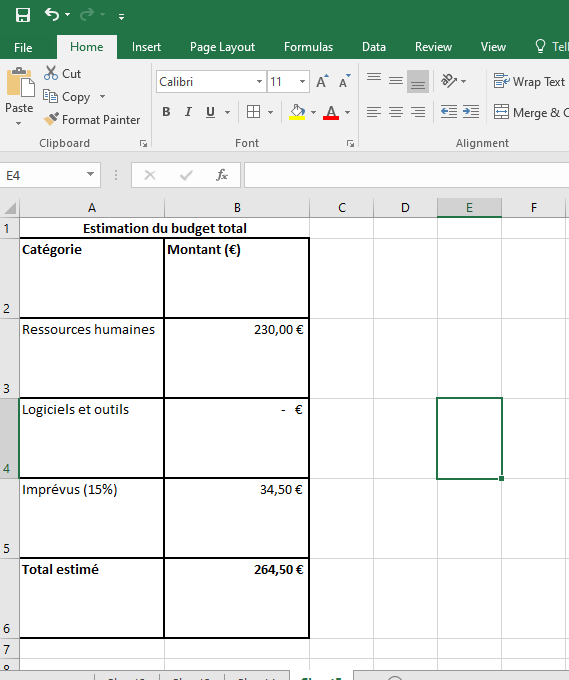 File Home Insert Page Layout Formulas Data Review View Tell
Paste
Cut
Copy
Format Painter
Calibri 11 A A
B I U A
Wrap Text
Merge & C
Clipboard Font Alignment
E4 fx
A B C D E F
1 Estimation du budget total
2 Catégorie Montant (€)
3 Ressources humaines 230,00 €
4 Logiciels et outils - €
5 Imprévus (15%) 34,50 €
6 Total estimé 264,50 €
7
8